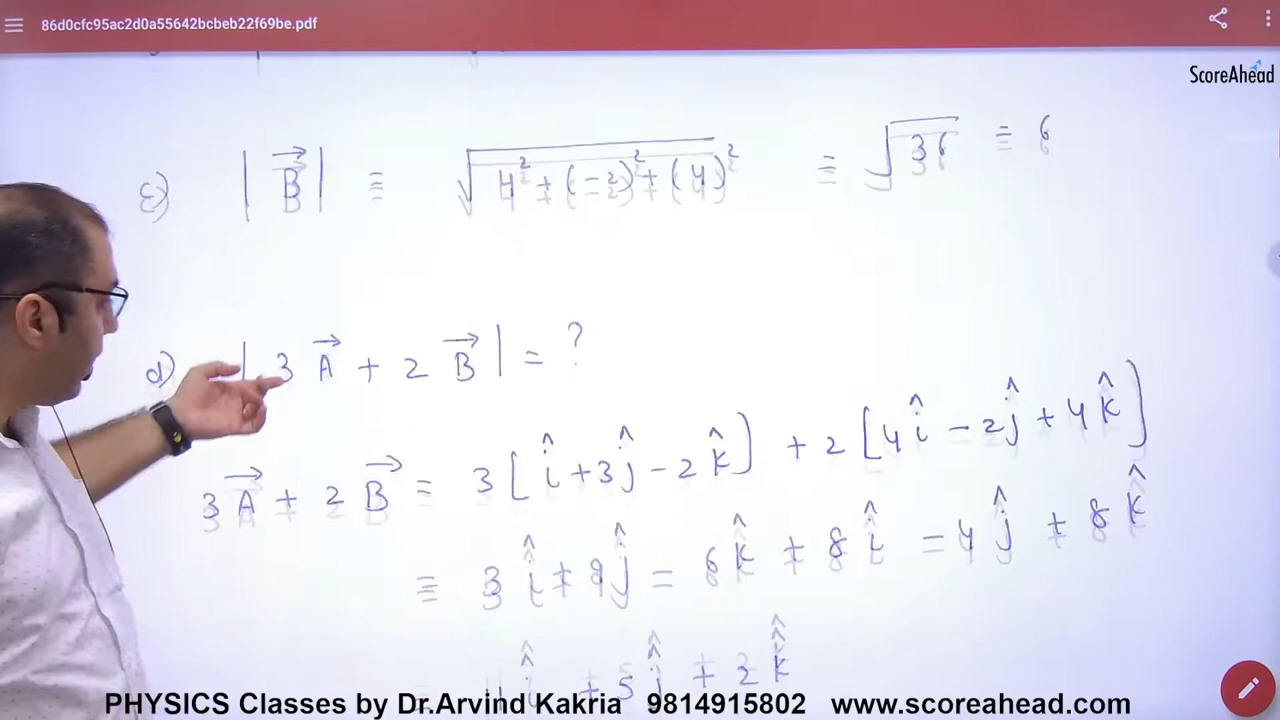 86d0cfc95ac2d0a55642bcbeb22f69be.pdf
ScoreAhead
c) |B⃗| = √(4² + (-2)² + (4)²) = √36 = 6
d) |3A⃗ + 2B⃗| = ?
3A⃗ + 2B⃗ = 3[î + 3ĵ - 2k̂] + 2[4î - 2ĵ + 4k̂]
= 3î + 9ĵ - 6k̂ + 8î - 4ĵ + 8k̂
= 11î + 5ĵ + 2k̂
PHYSICS Classes by Dr.Arvind Kakria 9814915802 www.scoreahead.com